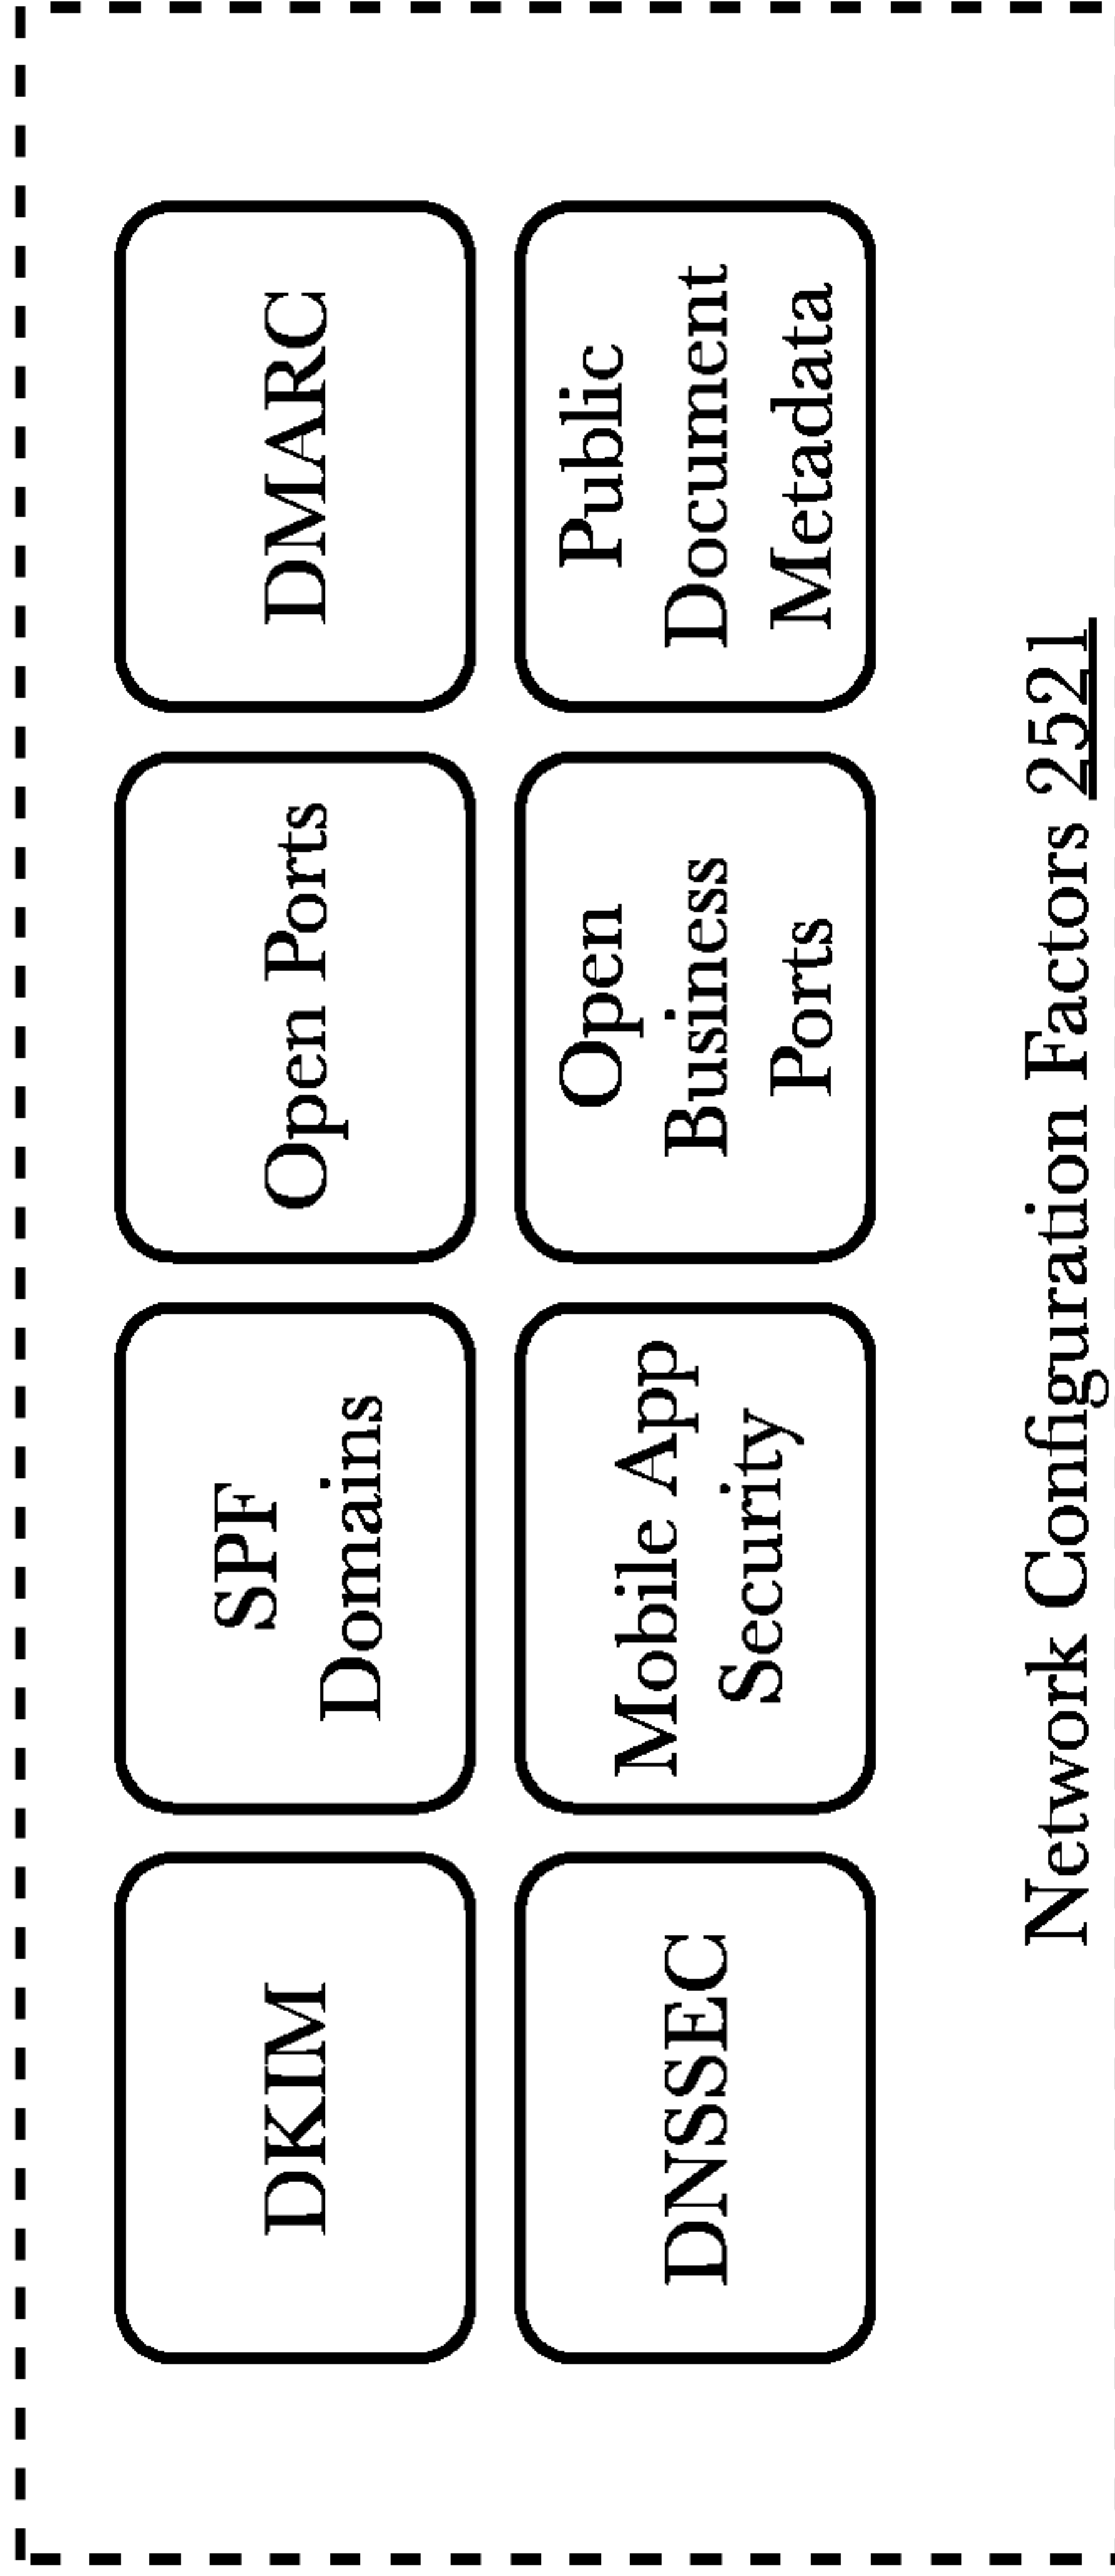 DKIM
SPF
Domains
Open Ports
DMARC
DNSSEC
Mobile App
Security
Open
Business
Ports
Public
Document
Metadata
Network Configuration Factors 2521